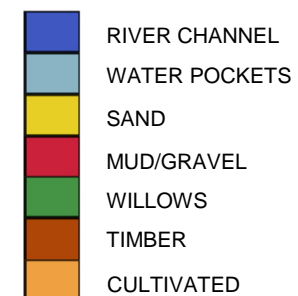 RIVER CHANNEL
WATER POCKETS
SAND
MUD/GRAVEL
WILLOWS
TIMBER
CULTIVATED